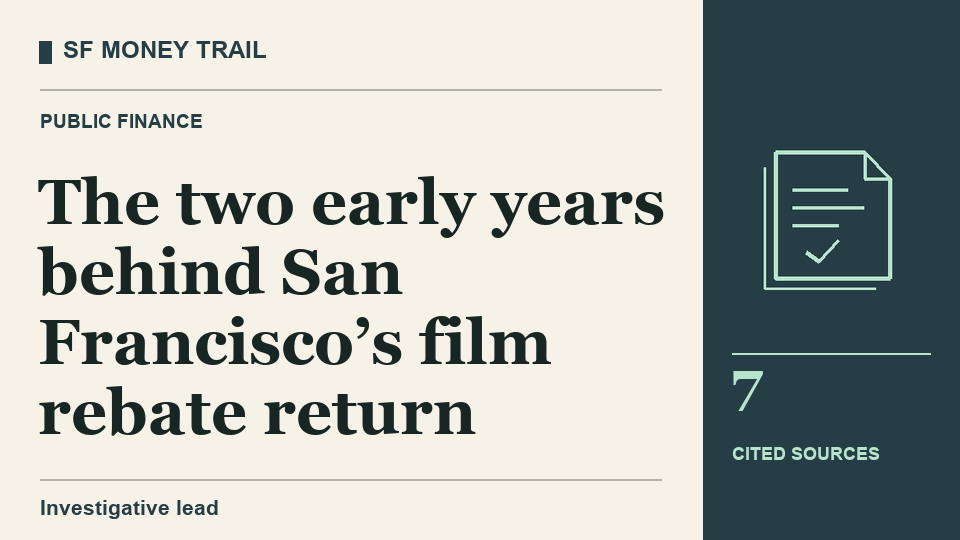 SF MONEY TRAIL
PUBLIC FINANCE
The two early years
behind San
Francisco’s film
rebate return
Investigative lead
7
CITED SOURCES